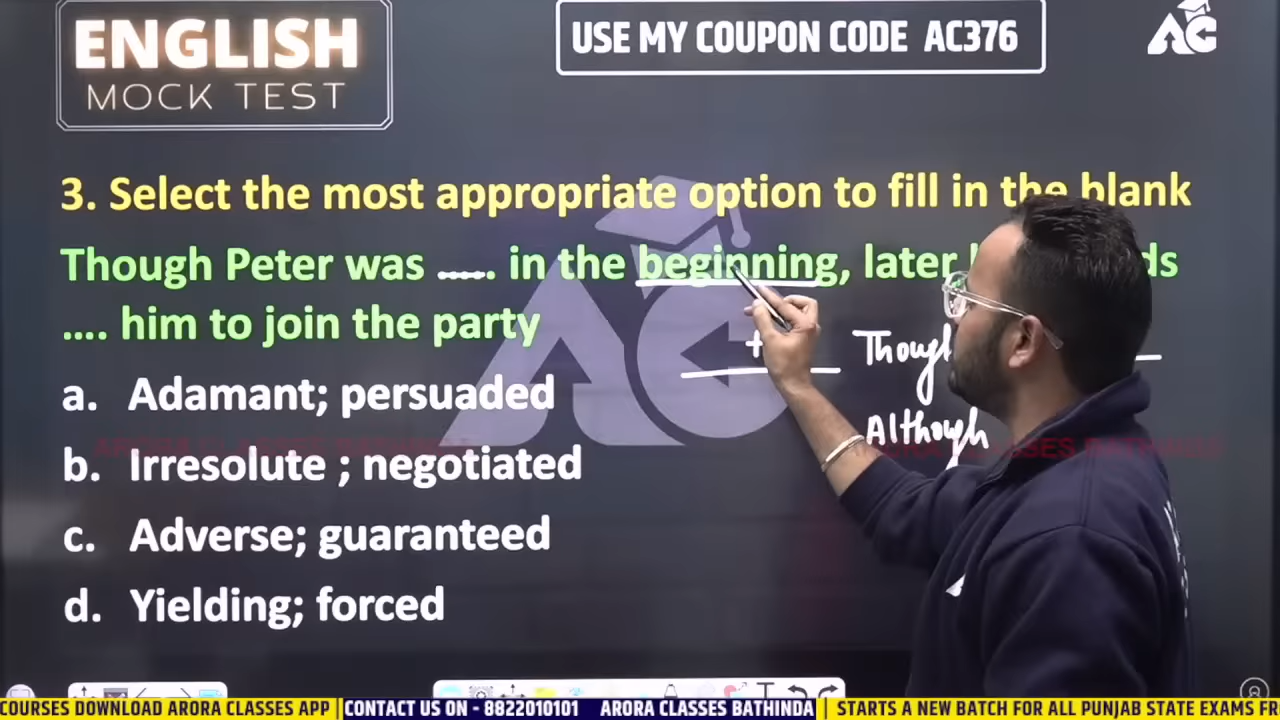 ENGLISH
MOCK TEST
USE MY COUPON CODE AC376
AC
3. Select the most appropriate option to fill in the blank
Though Peter was ..... in the beginning, later
.... him to join the party
a. Adamant; persuaded
b. Irresolute ; negotiated
c. Adverse; guaranteed
d. Yielding; forced
Although
COURSES DOWNLOAD ARORA CLASSES APP | CONTACT US ON - 8822010101 ARORA CLASSES BATHINDA | STARTS A NEW BATCH FOR ALL PUNJAB STATE EXAMS